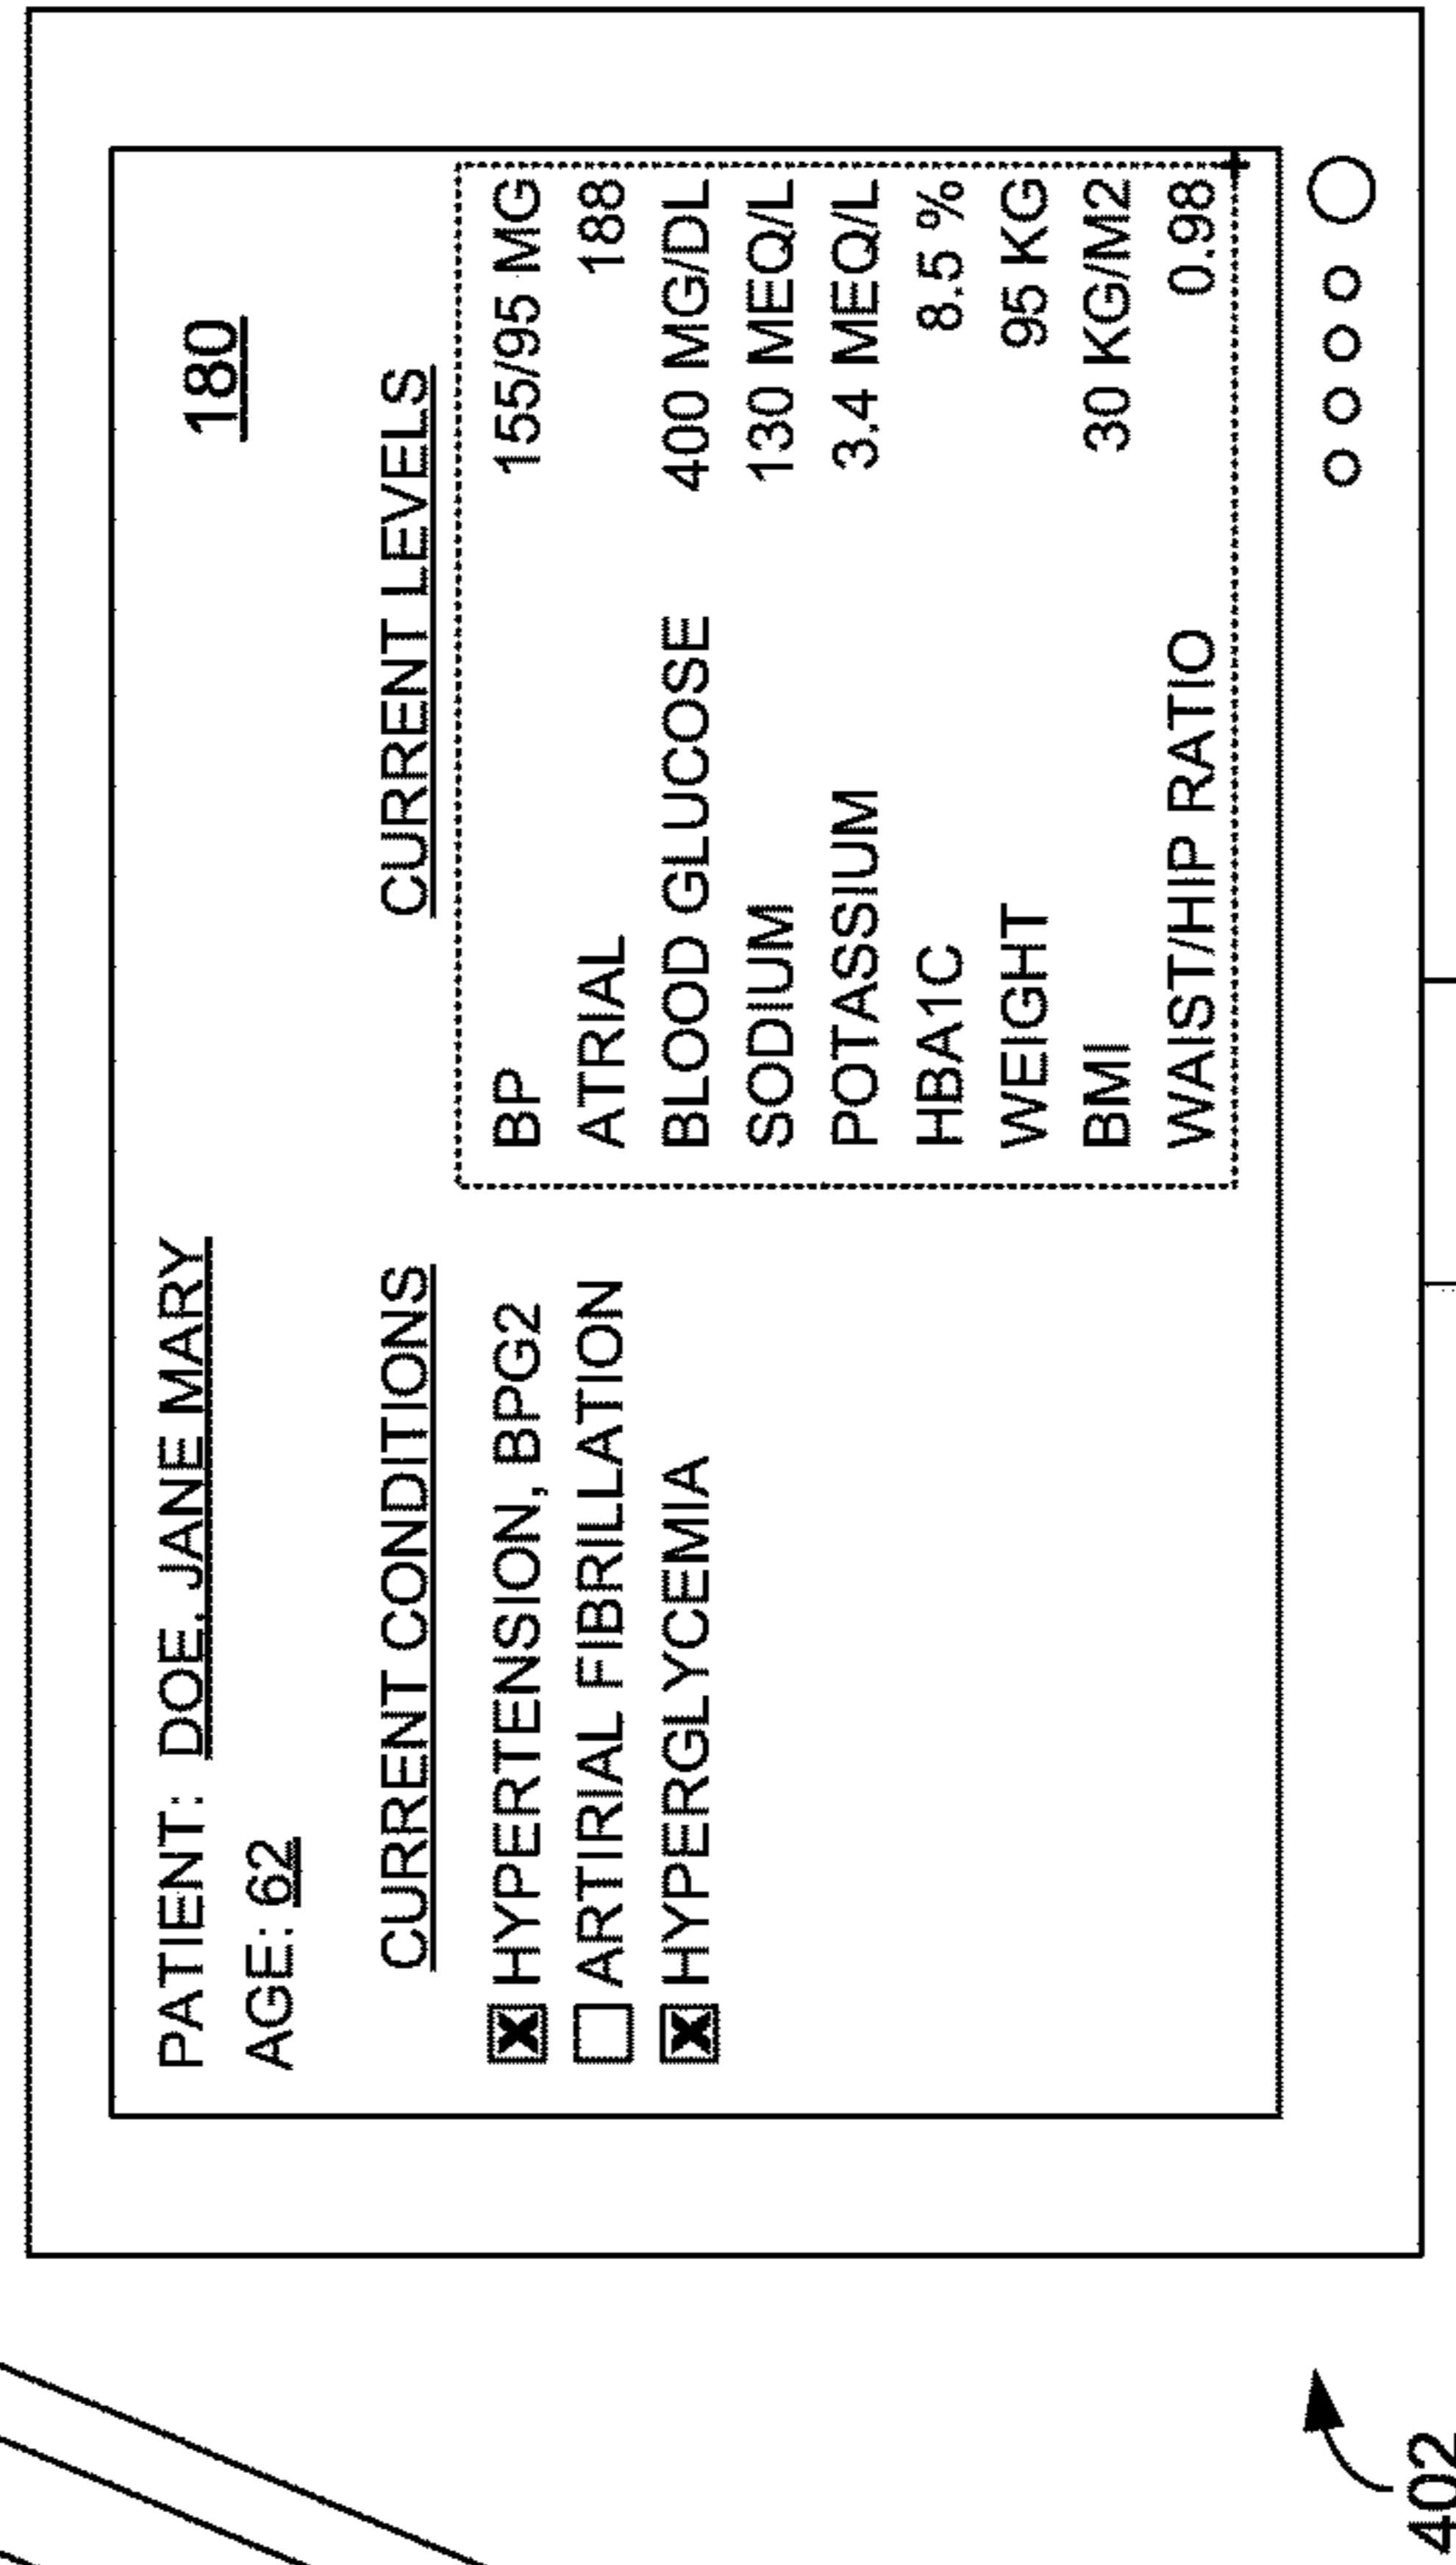 180
PATIENT: DOE, JANE MARY
AGE: 62
CURRENT CONDITIONS
HYPERTENSION, BPG2
ARTIRIAL FIBRILLATION
HYPERGLYCEMIA
CURRENT LEVELS
BP 155/95 MG
ATRIAL 188
BLOOD GLUCOSE 400 MG/DL
SODIUM 130 MEQ/L
POTASSIUM 3.4 MEQ/L
HBA1C 8.5 %
WEIGHT 95 KG
BMI 30 KG/M2
WAIST/HIP RATIO 0.98
402